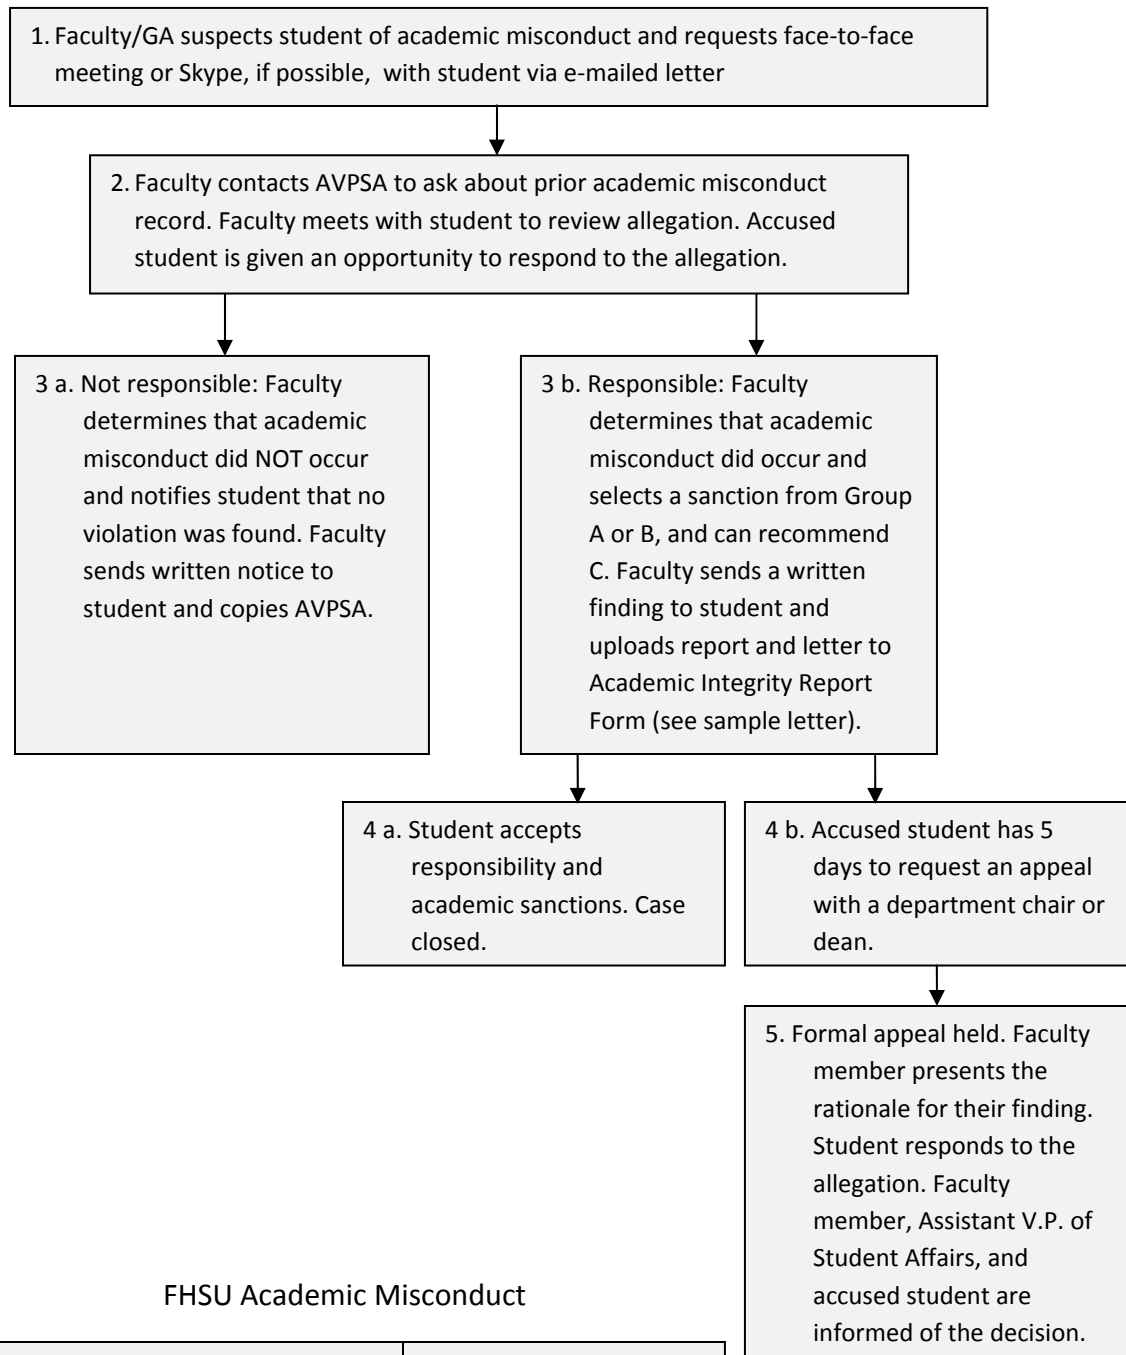 1. Faculty/GA suspects student of academic misconduct and requests face-to-face
meeting or Skype, if possible, with student via e-mailed letter
2. Faculty contacts AVPSA to ask about prior academic misconduct
record. Faculty meets with student to review allegation. Accused
student is given an opportunity to respond to the allegation.
3 a. Not responsible: Faculty
determines that academic
misconduct did NOT occur
and notifies student that no
violation was found. Faculty
sends written notice to
student and copies AVPSA.
3 b. Responsible: Faculty
determines that academic
misconduct did occur and
selects a sanction from Group
A or B, and can recommend
C. Faculty sends a written
finding to student and
uploads report and letter to
Academic Integrity Report
Form (see sample letter).
4 a. Student accepts
responsibility and
academic sanctions. Case
closed.
4 b. Accused student has 5
days to request an appeal
with a department chair or
dean.
5. Formal appeal held. Faculty
member presents the
rationale for their finding.
Student responds to the
allegation. Faculty
member, Assistant V.P. of
Student Affairs, and
accused student are
informed of the decision.
FHSU Academic Misconduct